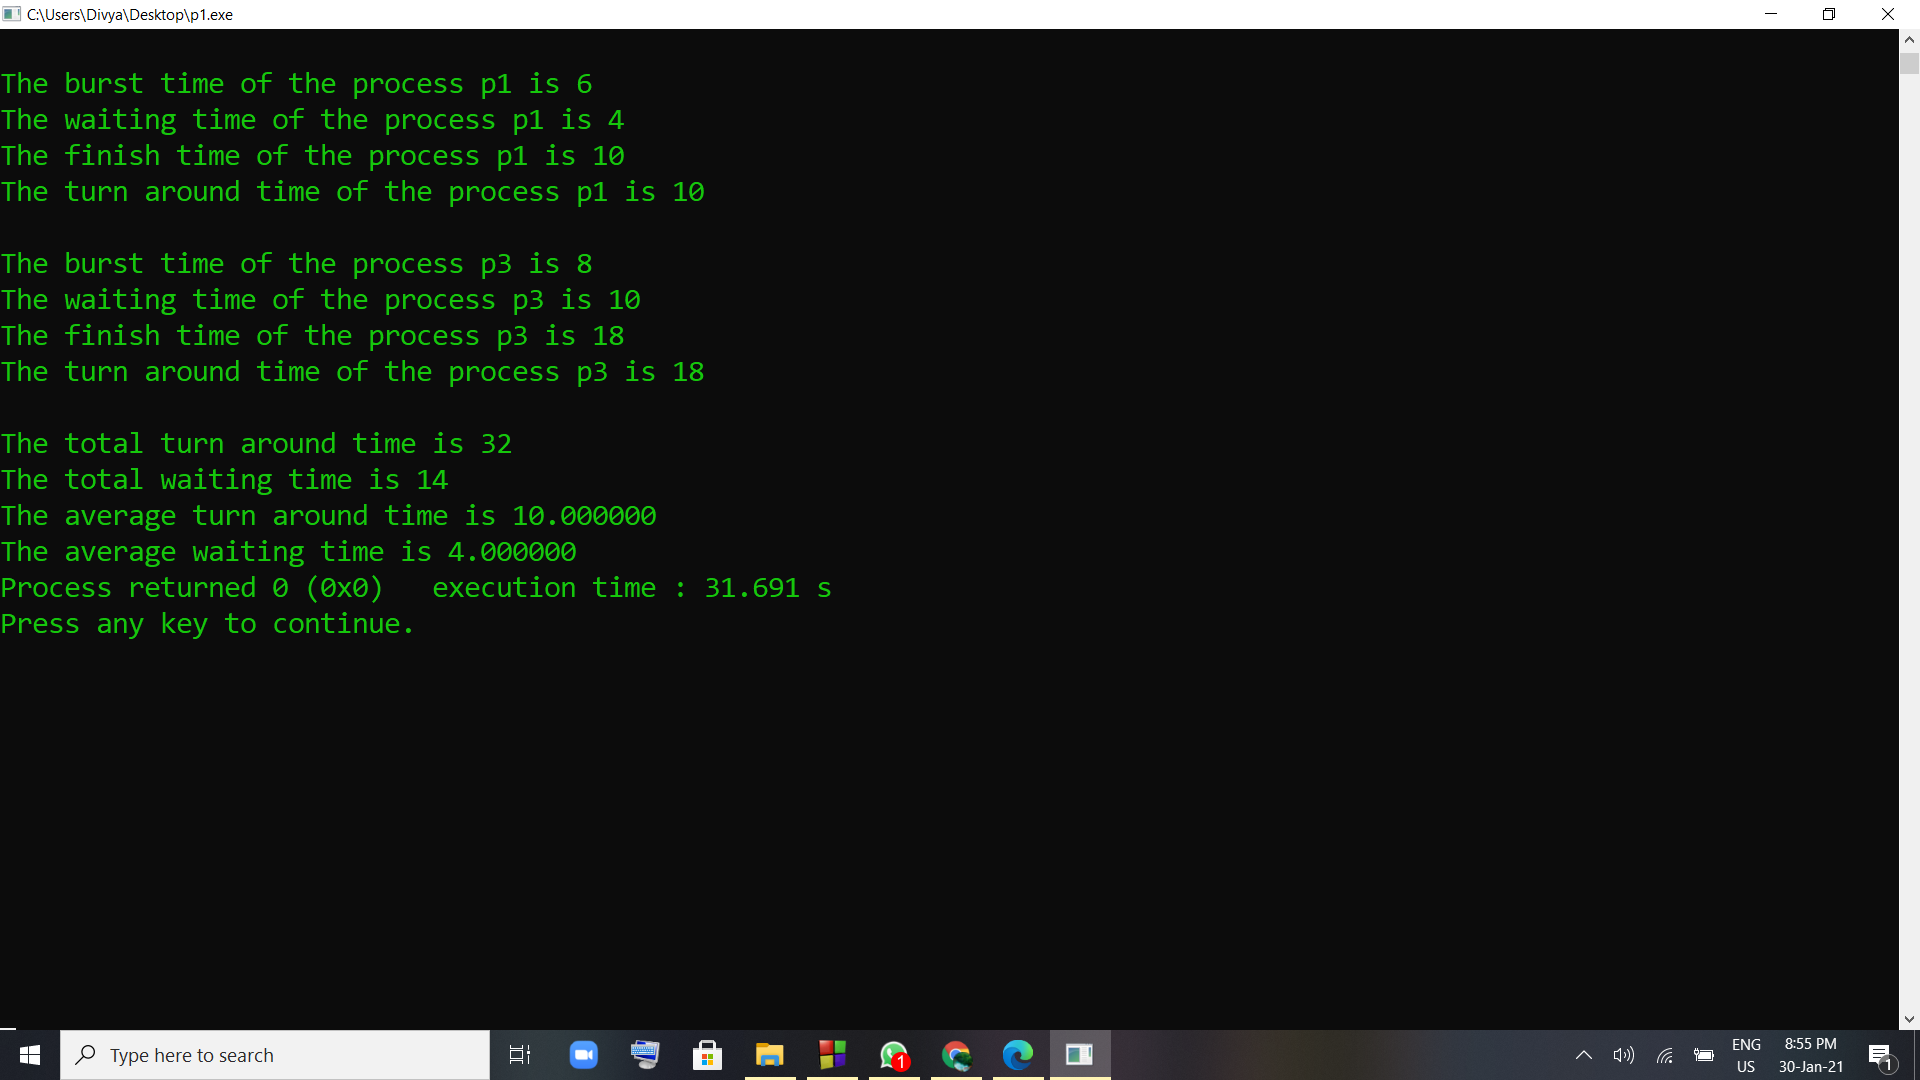 C:\Users\Divya\Desktop\p1.exe
The burst time of the process p1 is 6
The waiting time of the process p1 is 4
The finish time of the process p1 is 10
The turn around time of the process p1 is 10
The burst time of the process p3 is 8
The waiting time of the process p3 is 10
The finish time of the process p3 is 18
The turn around time of the process p3 is 18
The total turn around time is 32
The total waiting time is 14
The average turn around time is 10.000000
The average waiting time is 4.000000
Process returned 0 (0x0)   execution time : 31.691 s
Press any key to continue.
Type here to search
1
ENG
US
8:55 PM
30-Jan-21
1